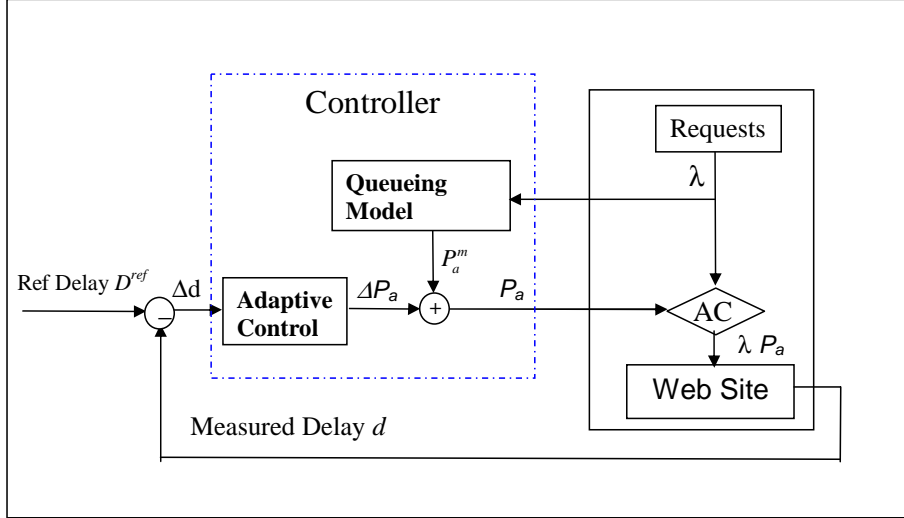 Controller
Requests
λ
Queueing
Model
P_a^m
Ref Delay D^ref
Δd
Adaptive
Control
ΔP_a
+
P_a
−
AC
λ P_a
Web Site
Measured Delay d